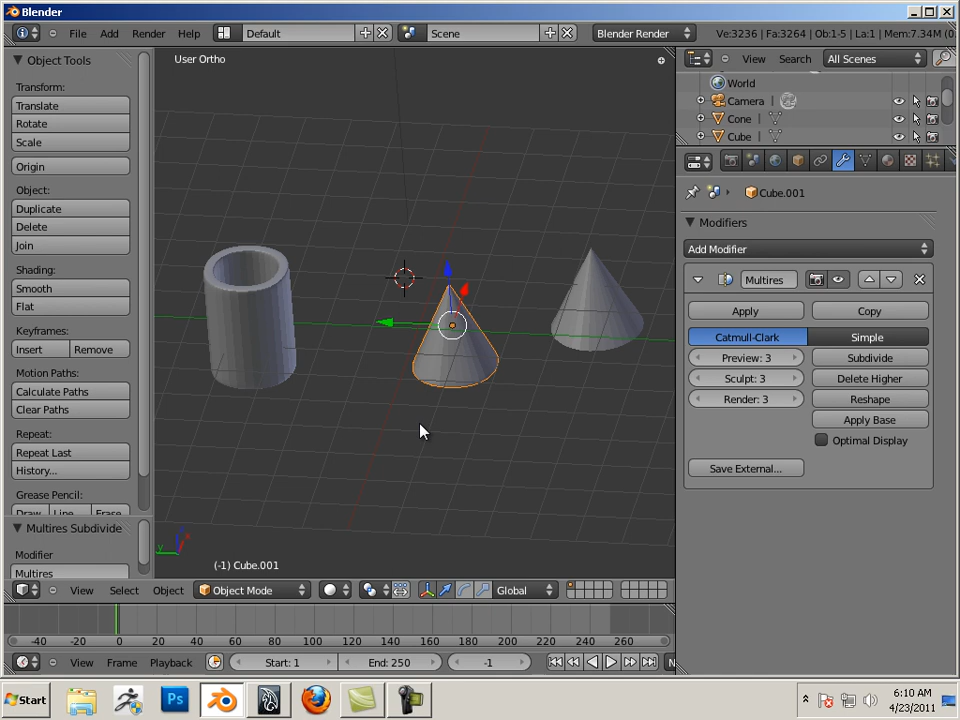 Blender
File Add Render Help Default Scene Blender Render Ve:3236 | Fa:3264 | Ob:1-5 | La:1 | Mem:7.34M (0
Object Tools
Transform:
Translate
Rotate
Scale
Origin
Object:
Duplicate
Delete
Join
Shading:
Smooth
Flat
Keyframes:
Insert Remove
Motion Paths:
Calculate Paths
Clear Paths
Repeat:
Repeat Last
History...
Grease Pencil:
Draw Line Erase
Multires Subdivide
Modifier
Multires
User Ortho
y
(-1) Cube.001
View Select Object Object Mode Global
View Search All Scenes
World
Camera
Cone
Cube
Cube.001
Modifiers
Add Modifier
Multires
Apply Copy
Catmull-Clark Simple
Preview: 3 Subdivide
Sculpt: 3 Delete Higher
Render: 3 Reshape
Apply Base
Optimal Display
Save External...
-40 -20 0 20 40 60 80 100 120 140 160 180 200 220 240 260
View Frame Playback Start: 1 End: 250 -1 N
Start Ps 6:10 AM
4/23/2011